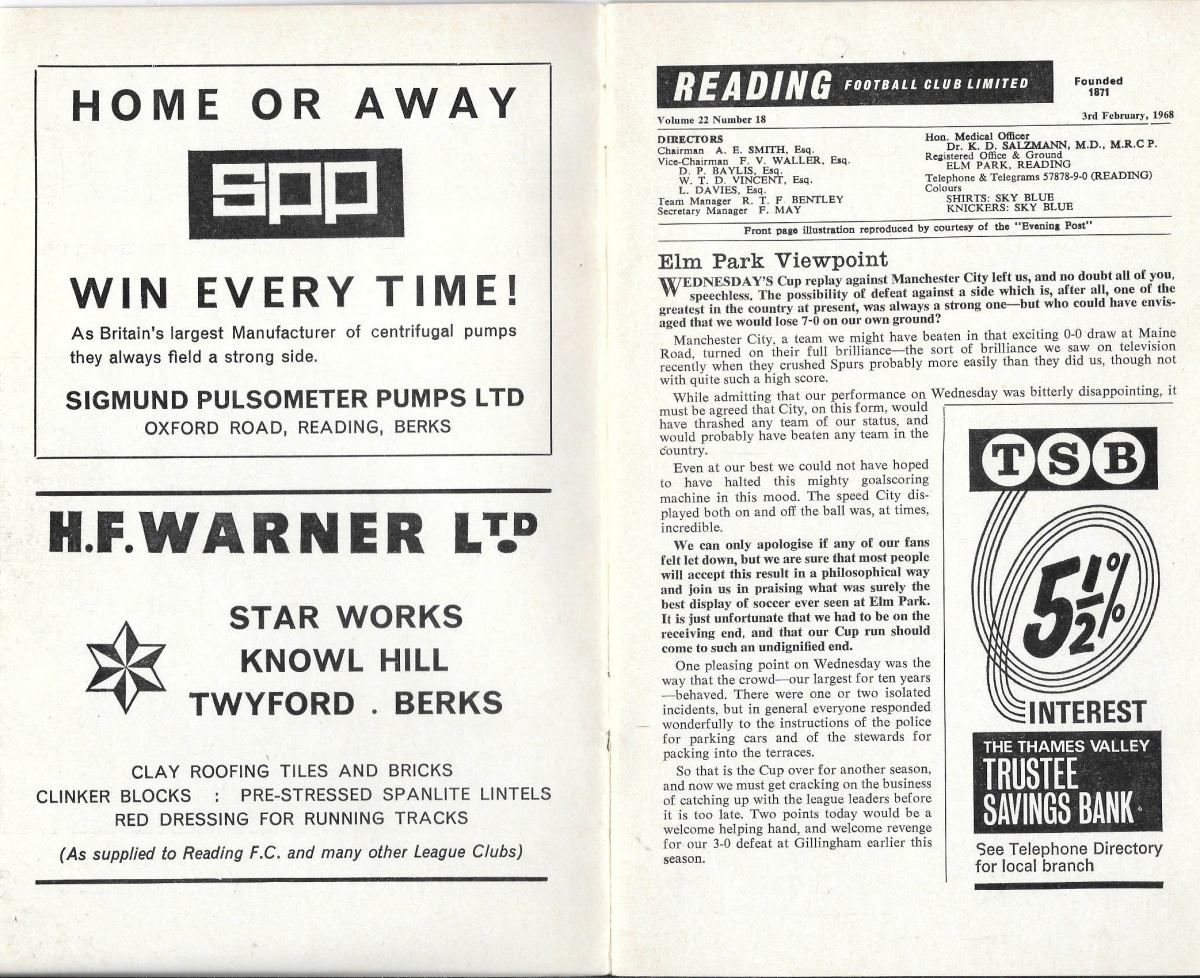 HOME OR AWAY
spp
WIN EVERY TIME!
As Britain's largest Manufacturer of centrifugal pumps
they always field a strong side.
SIGMUND PULSOMETER PUMPS LTD
OXFORD ROAD, READING, BERKS
H.F. WARNER LTD
STAR WORKS
KNOWL HILL
TWYFORD . BERKS
CLAY ROOFING TILES AND BRICKS
CLINKER BLOCKS : PRE-STRESSED SPANLITE LINTELS
RED DRESSING FOR RUNNING TRACKS
(As supplied to Reading F.C. and many other League Clubs)
READING FOOTBALL CLUB LIMITED
Founded
1871
Volume 22 Number 18
3rd February, 1968
DIRECTORS
Chairman A. E. SMITH, Esq.
Vice-Chairman F. V. WALLER, Esq.
D. P. BAYLIS, Esq.
W. T. D. VINCENT, Esq.
L. DAVIES, Esq.
Team Manager R. T. F. BENTLEY
Secretary Manager F. MAY
Hon. Medical Officer
Dr. K. D. SALZMANN, M.D., M.R.C P.
Registered Office & Ground
ELM PARK, READING
Telephone & Telegrams 57878-9-0 (READING)
Colours
SHIRTS: SKY BLUE
KNICKERS: SKY BLUE
Front page illustration reproduced by courtesy of the "Evening Post"
Elm Park Viewpoint
WEDNESDAY'S Cup replay against Manchester City left us, and no doubt all of you,
speechless. The possibility of defeat against a side which is, after all, one of the
greatest in the country at present, was always a strong one—but who could have envis-
aged that we would lose 7-0 on our own ground?
Manchester City, a team we might have beaten in that exciting 0-0 draw at Maine
Road, turned on their full brilliance—the sort of brilliance we saw on television
recently when they crushed Spurs probably more easily than they did us, though not
with quite such a high score.
While admitting that our performance on Wednesday was bitterly disappointing, it
must be agreed that City, on this form, would
have thrashed any team of our status, and
would probably have beaten any team in the
country.
Even at our best we could not have hoped
to have halted this mighty goalscoring
machine in this mood. The speed City dis-
played both on and off the ball was, at times,
incredible.
We can only apologise if any of our fans
felt let down, but we are sure that most people
will accept this result in a philosophical way
and join us in praising what was surely the
best display of soccer ever seen at Elm Park.
It is just unfortunate that we had to be on the
receiving end, and that our Cup run should
come to such an undignified end.
One pleasing point on Wednesday was the
way that the crowd—our largest for ten years
—behaved. There were one or two isolated
incidents, but in general everyone responded
wonderfully to the instructions of the police
for parking cars and of the stewards for
packing into the terraces.
So that is the Cup over for another season,
and now we must get cracking on the business
of catching up with the league leaders before
it is too late. Two points today would be a
welcome helping hand, and welcome revenge
for our 3-0 defeat at Gillingham earlier this
season.
TSB
5½%
INTEREST
THE THAMES VALLEY
TRUSTEE
SAVINGS BANK
See Telephone Directory
for local branch